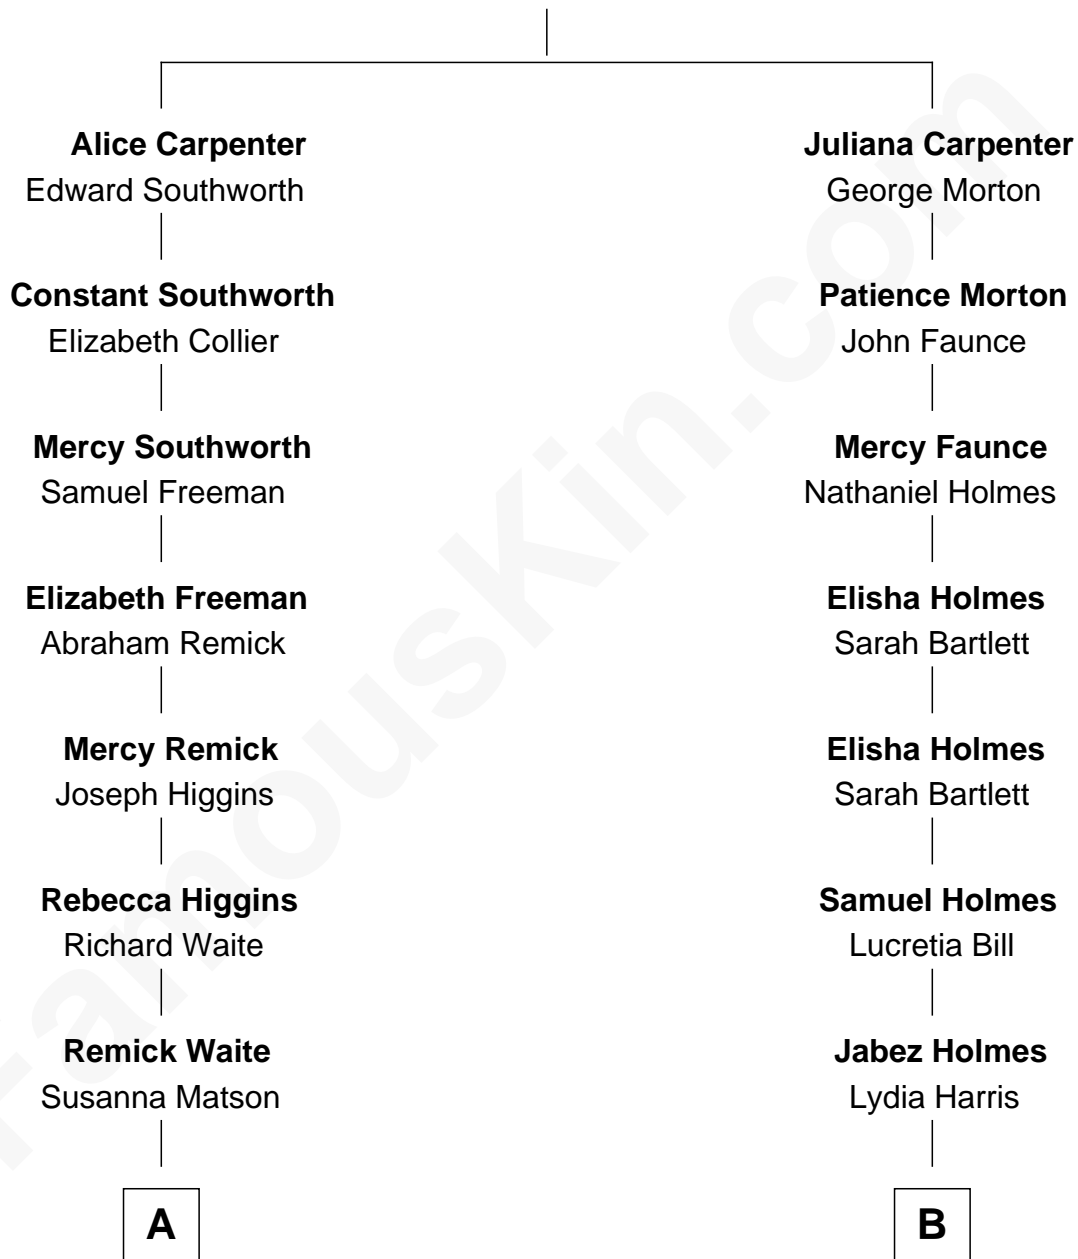 Alice Carpenter
Edward Southworth
Constant Southworth
Elizabeth Collier
Mercy Southworth
Samuel Freeman
Elizabeth Freeman
Abraham Remick
Mercy Remick
Joseph Higgins
Rebecca Higgins
Richard Waite
Remick Waite
Susanna Matson
A
Juliana Carpenter
George Morton
Patience Morton
John Faunce
Mercy Faunce
Nathaniel Holmes
Elisha Holmes
Sarah Bartlett
Elisha Holmes
Sarah Bartlett
Samuel Holmes
Lucretia Bill
Jabez Holmes
Lydia Harris
B
FamousKin.com